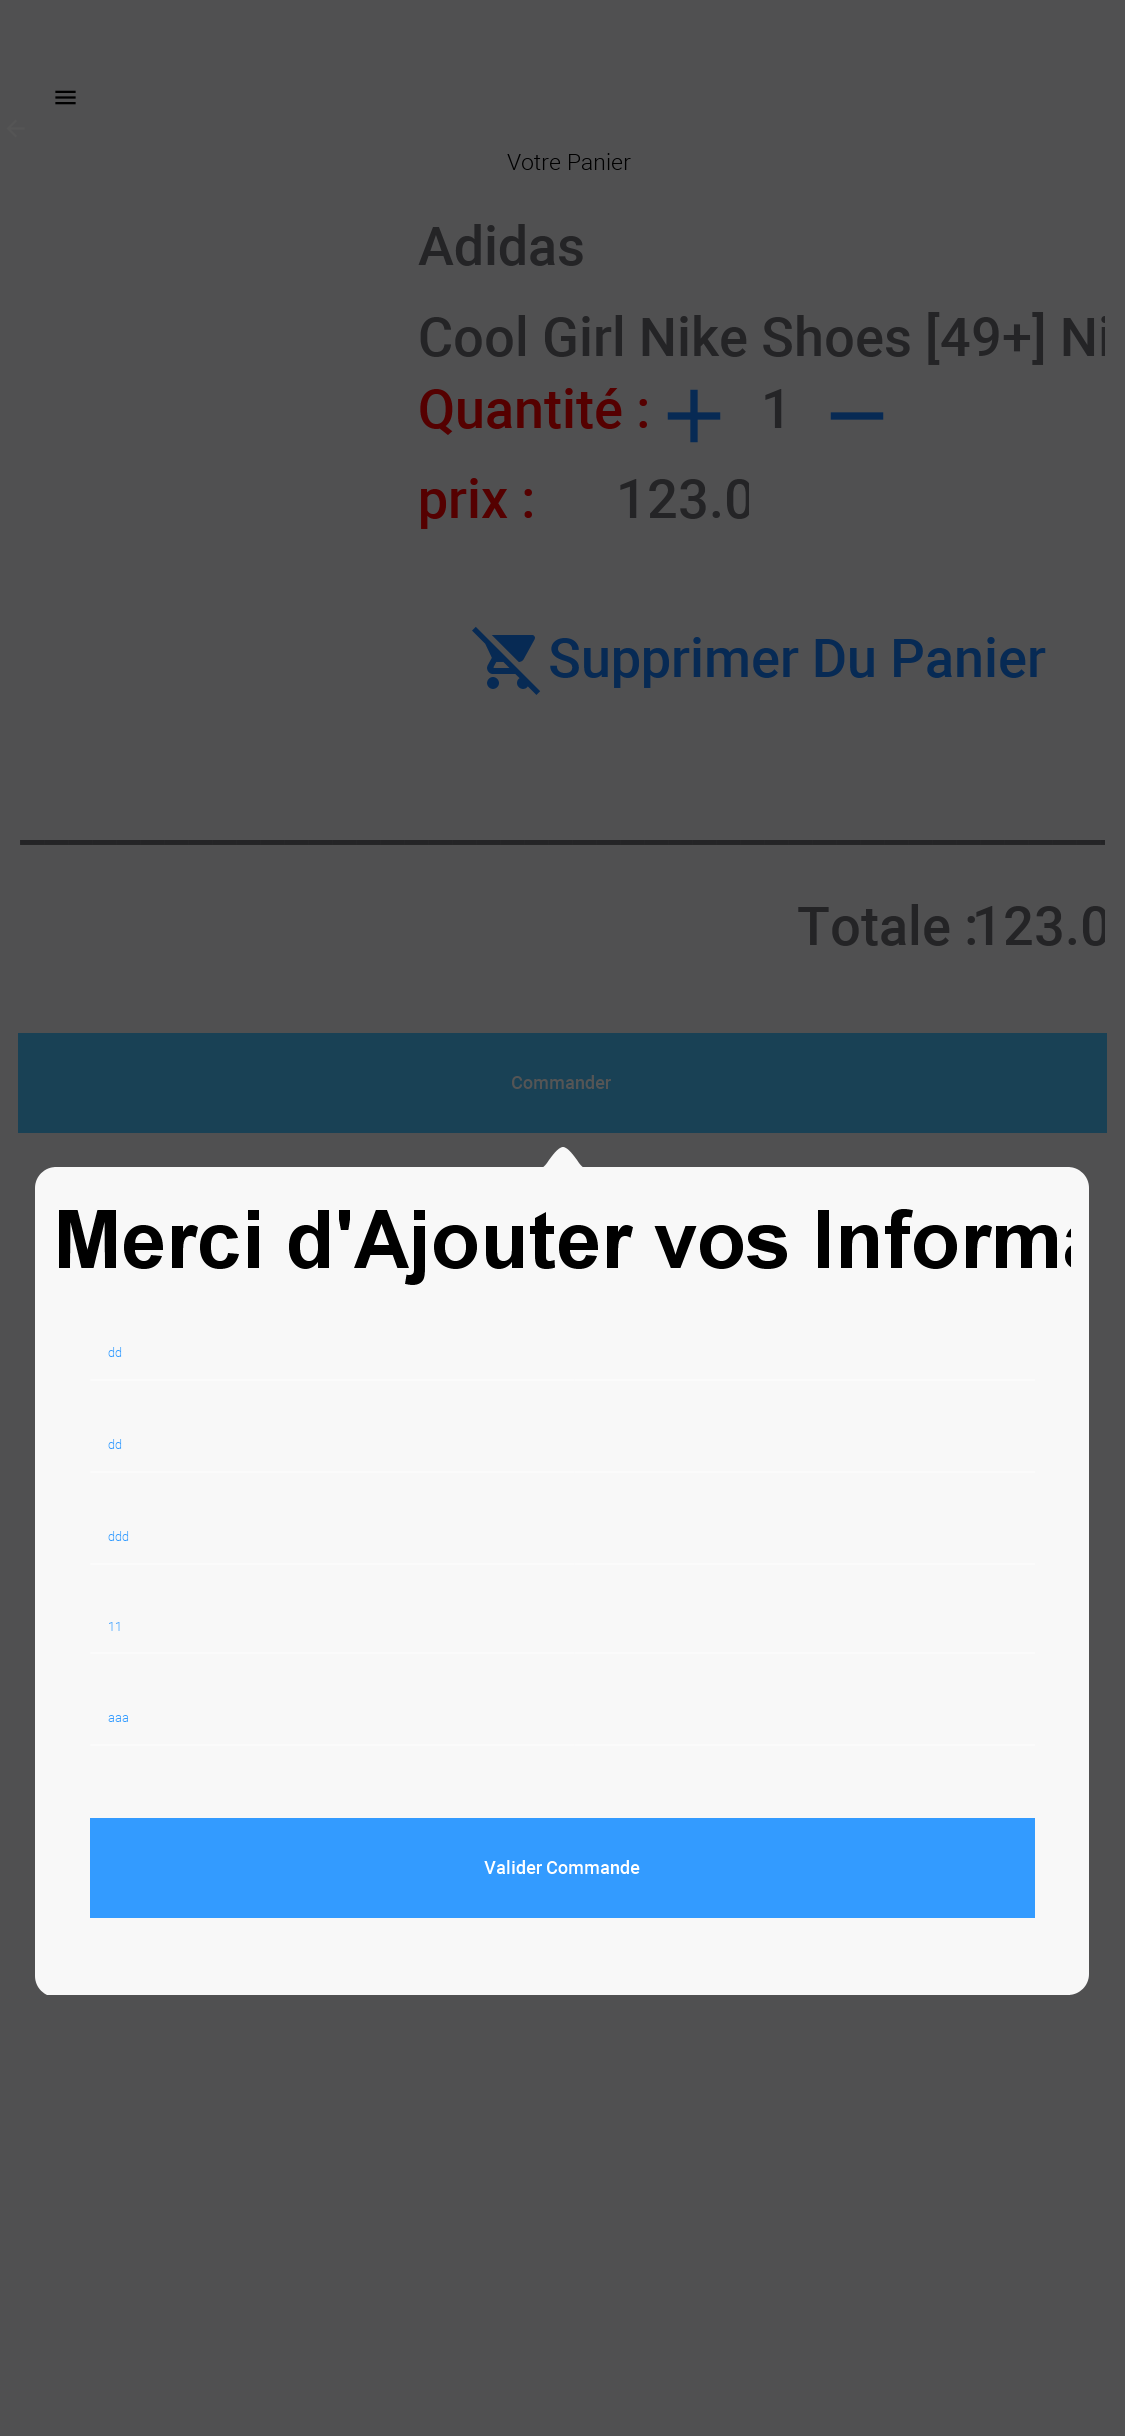 Votre Panier
Adidas
Cool Girl Nike Shoes [49+] Ni
Quantité : + 1 −
prix : 123.0
Supprimer Du Panier
Totale :123.0
Commander
Merci d'Ajouter vos Informa
dd
dd
ddd
11
aaa
Valider Commande